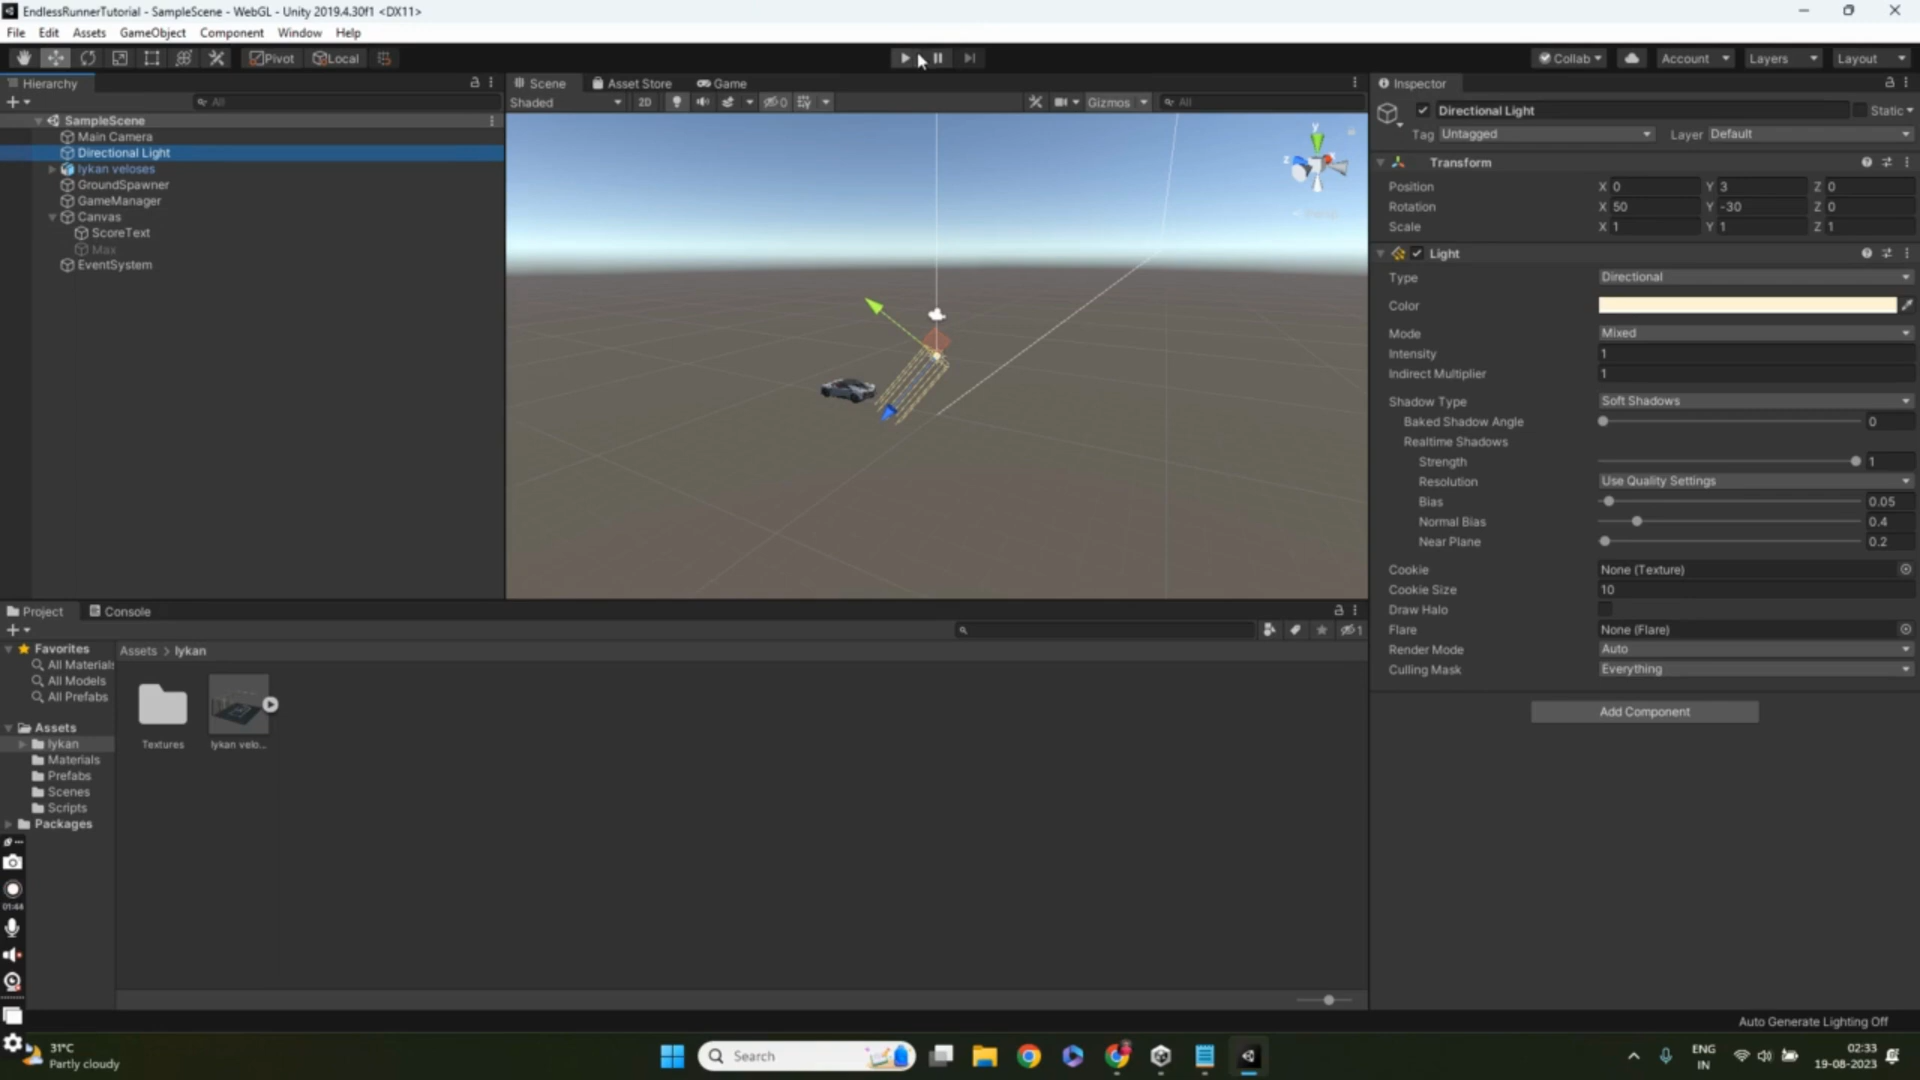 EndlessRunnerTutorial - SampleScene - WebGL - Unity 2019.4.30f1 <DX11>
File Edit Assets GameObject Component Window Help
Pivot Local Collab Account Layers Layout
Hierarchy
All
SampleScene
Main Camera
Directional Light
lykan veloses
GroundSpawner
GameManager
Canvas
ScoreText
Max
EventSystem
Scene Asset Store Game
Shaded 2D 0 Gizmos All
y
z
Inspector
Directional Light Static
Tag Untagged Layer Default
Transform
Position X 0 Y 3 Z 0
Rotation X 50 Y -30 Z 0
Scale X 1 Y 1 Z 1
Light
Type Directional
Color
Mode Mixed
Intensity 1
Indirect Multiplier 1
Shadow Type Soft Shadows
Baked Shadow Angle 0
Realtime Shadows
Strength 1
Resolution Use Quality Settings
Bias 0.05
Normal Bias 0.4
Near Plane 0.2
Cookie None (Texture)
Cookie Size 10
Draw Halo
Flare None (Flare)
Render Mode Auto
Culling Mask Everything
Add Component
Project Console
1
Favorites
All Materials
All Models
All Prefabs
Assets
lykan
Materials
Prefabs
Scenes
Scripts
Packages
Assets > lykan
Textures lykan velo...
01:44
Auto Generate Lighting Off
31°C
Partly cloudy
Search
ENG
IN
02:33
19-08-2023